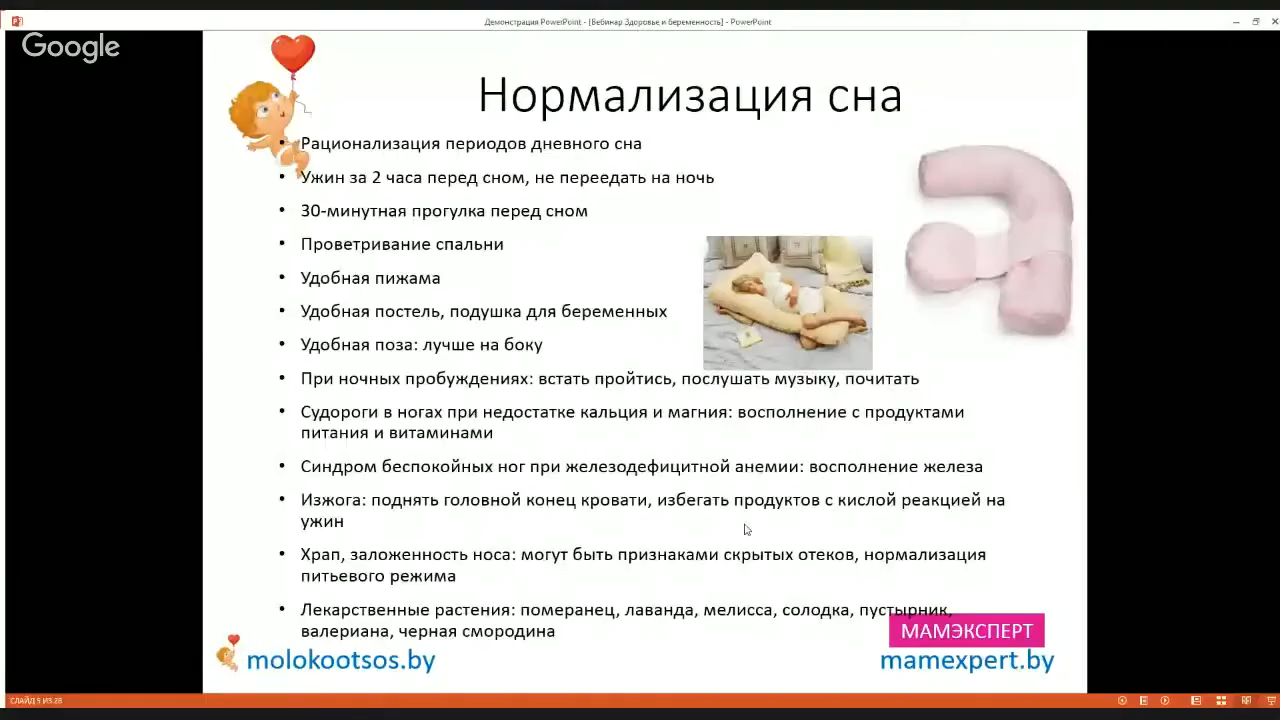 Демонстрация PowerPoint - [Вебинар Здоровье и беременность] - PowerPoint
Google
Нормализация сна
• Рационализация периодов дневного сна
• Ужин за 2 часа перед сном, не переедать на ночь
• 30-минутная прогулка перед сном
• Проветривание спальни
• Удобная пижама
• Удобная постель, подушка для беременных
• Удобная поза: лучше на боку
• При ночных пробуждениях: встать пройтись, послушать музыку, почитать
• Судороги в ногах при недостатке кальция и магния: восполнение с продуктами
питания и витаминами
• Синдром беспокойных ног при железодефицитной анемии: восполнение железа
• Изжога: поднять головной конец кровати, избегать продуктов с кислой реакцией на
ужин
• Храп, заложенность носа: могут быть признаками скрытых отеков, нормализация
питьевого режима
• Лекарственные растения: померанец, лаванда, мелисса, солодка, пустырник,
валериана, черная смородина
МАМЭКСПЕРТ
molokootsos.by
mamexpert.by
СЛАЙД 5 ИЗ 28